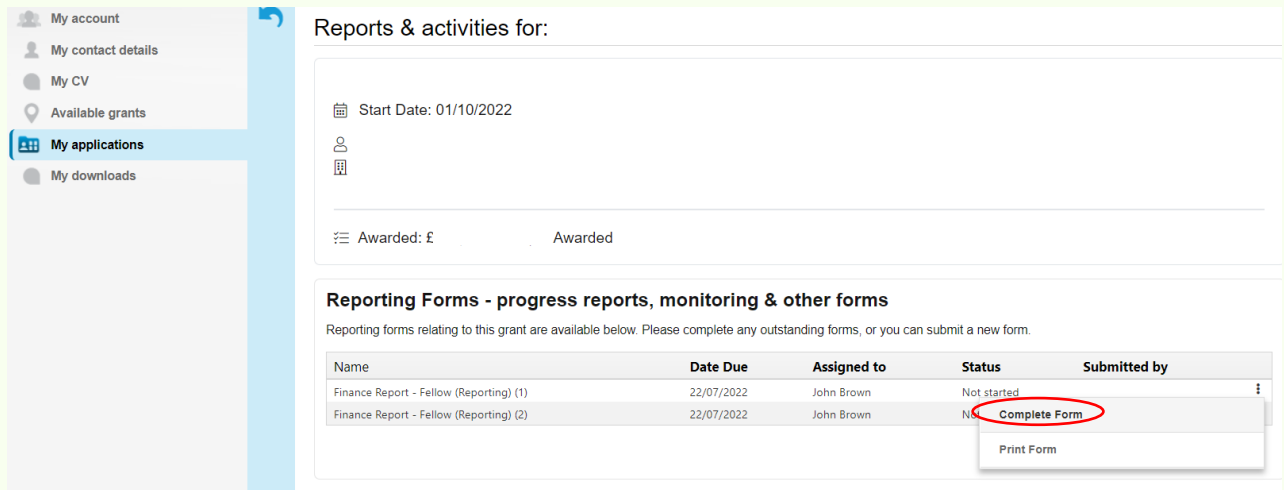 My account
My contact details
My CV
Available grants
My applications
My downloads
Reports & activities for:
Start Date: 01/10/2022
Awarded: £ Awarded
Reporting Forms - progress reports, monitoring & other forms
Reporting forms relating to this grant are available below. Please complete any outstanding forms, or you can submit a new form.
Name Date Due Assigned to Status Submitted by
Finance Report - Fellow (Reporting) (1) 22/07/2022 John Brown Not started
Finance Report - Fellow (Reporting) (2) 22/07/2022 John Brown
Complete Form
Print Form